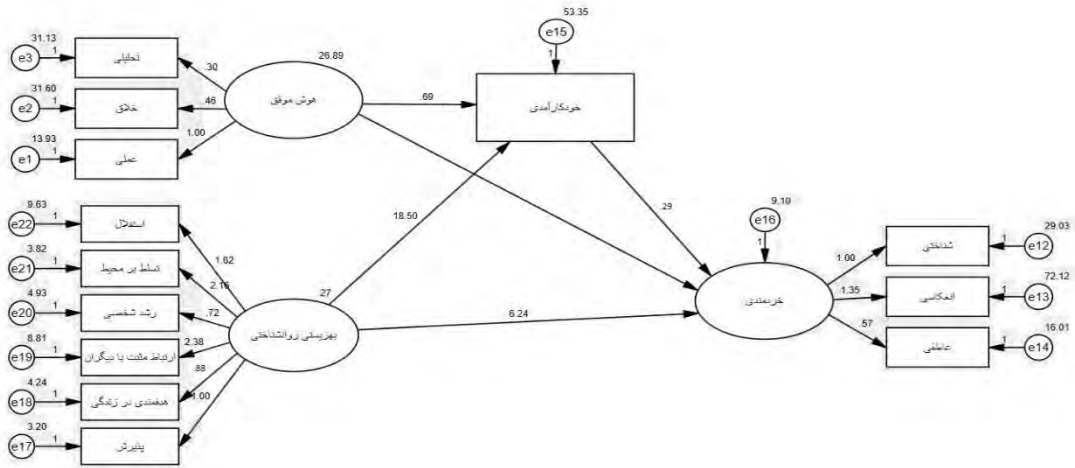 31.13
e3
1
تحلیلی
.30
31.60
e2
1
خلاق
.46
13.93
e1
1
عملی
1.00
26.89
هوش موفق
.69
53.35
e15
1
خودکارآمدی
9.63
e22
1
استقلال
1.62
3.82
e21
1
تسلط بر محیط
2.16
4.93
e20
1
رشد شخصی
.72
8.81
e19
1
ارتباط مثبت با دیگران
2.38
4.24
e18
1
هدفمندی در زندگی
.88
3.20
e17
1
پذیرش
1.00
.27
بهزیستی روانشناختی
18.50
6.24
.29
9.10
e16
1
خردمندی
1.00
شناختی
1
29.03
e12
1.35
انعکاسی
1
72.12
e13
.57
عاطفی
1
16.01
e14